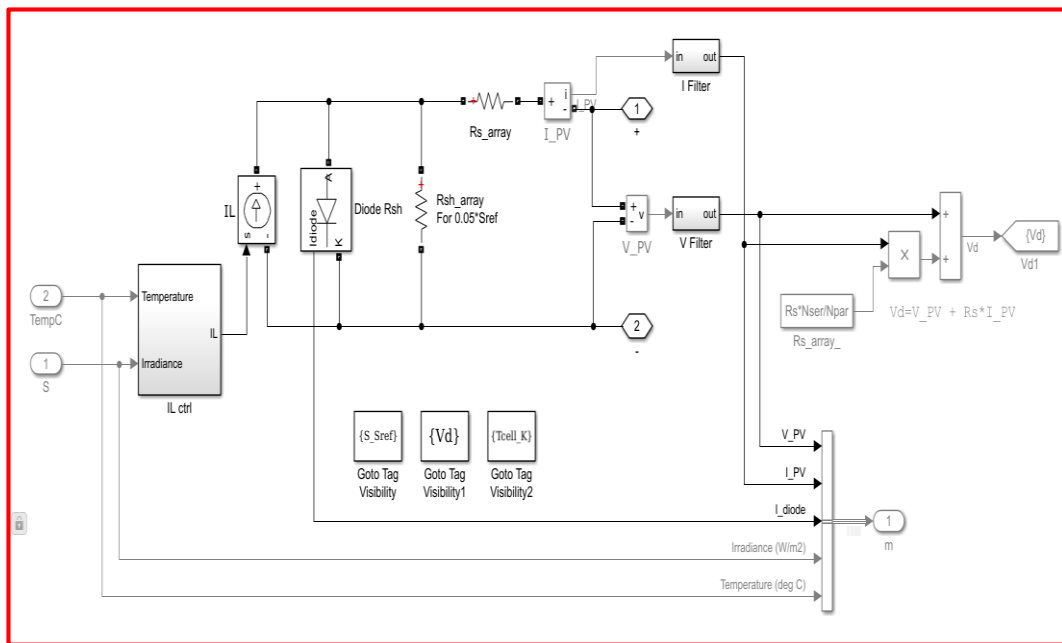 in
out
I Filter
i
+
-
I_PV
I_PV
1
+
Rs_array
+
IL
s
-
A
Idiode
K
Diode Rsh
Rsh_array
For 0.05*Sref
+
-
v
V_PV
in
out
V Filter
+
+
X
Vd
{Vd}
Vd1
Rs*Nser/Npar
Rs_array_
Vd=V_PV + Rs*I_PV
2
TempC
1
S
Temperature
IL
Irradiance
IL ctrl
2
-
{S_Sref}
Goto Tag
Visibility
{Vd}
Goto Tag
Visibility1
{Tcell_K}
Goto Tag
Visibility2
V_PV
I_PV
I_diode
Irradiance (W/m2)
Temperature (deg C)
1
m